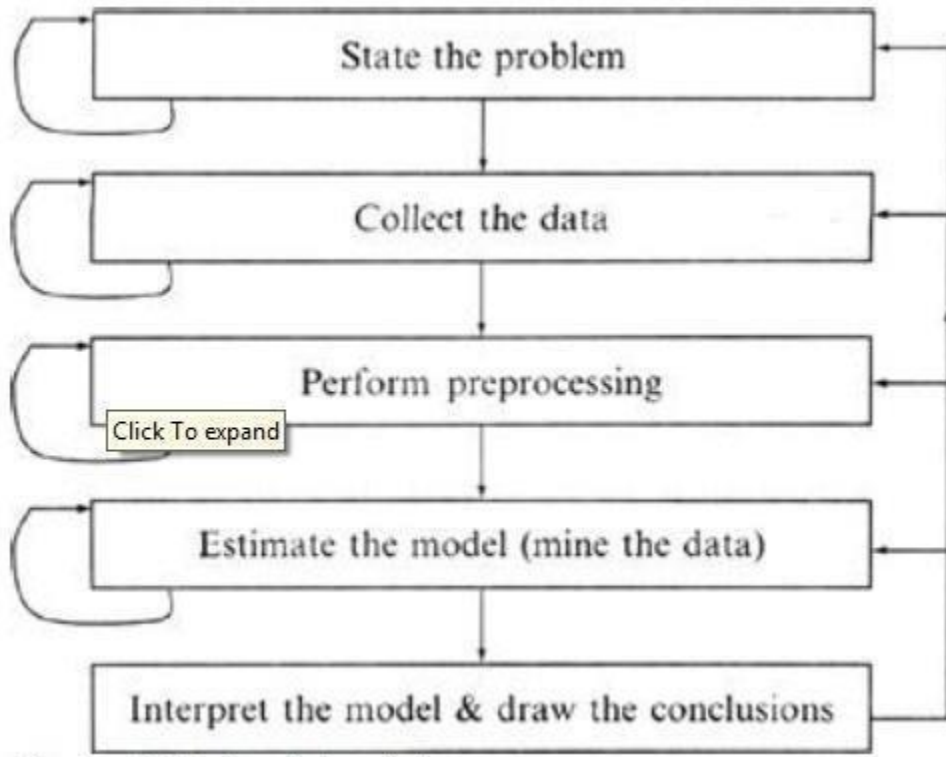 State the problem
Collect the data
Perform preprocessing
Click To expand
Estimate the model (mine the data)
Interpret the model & draw the conclusions